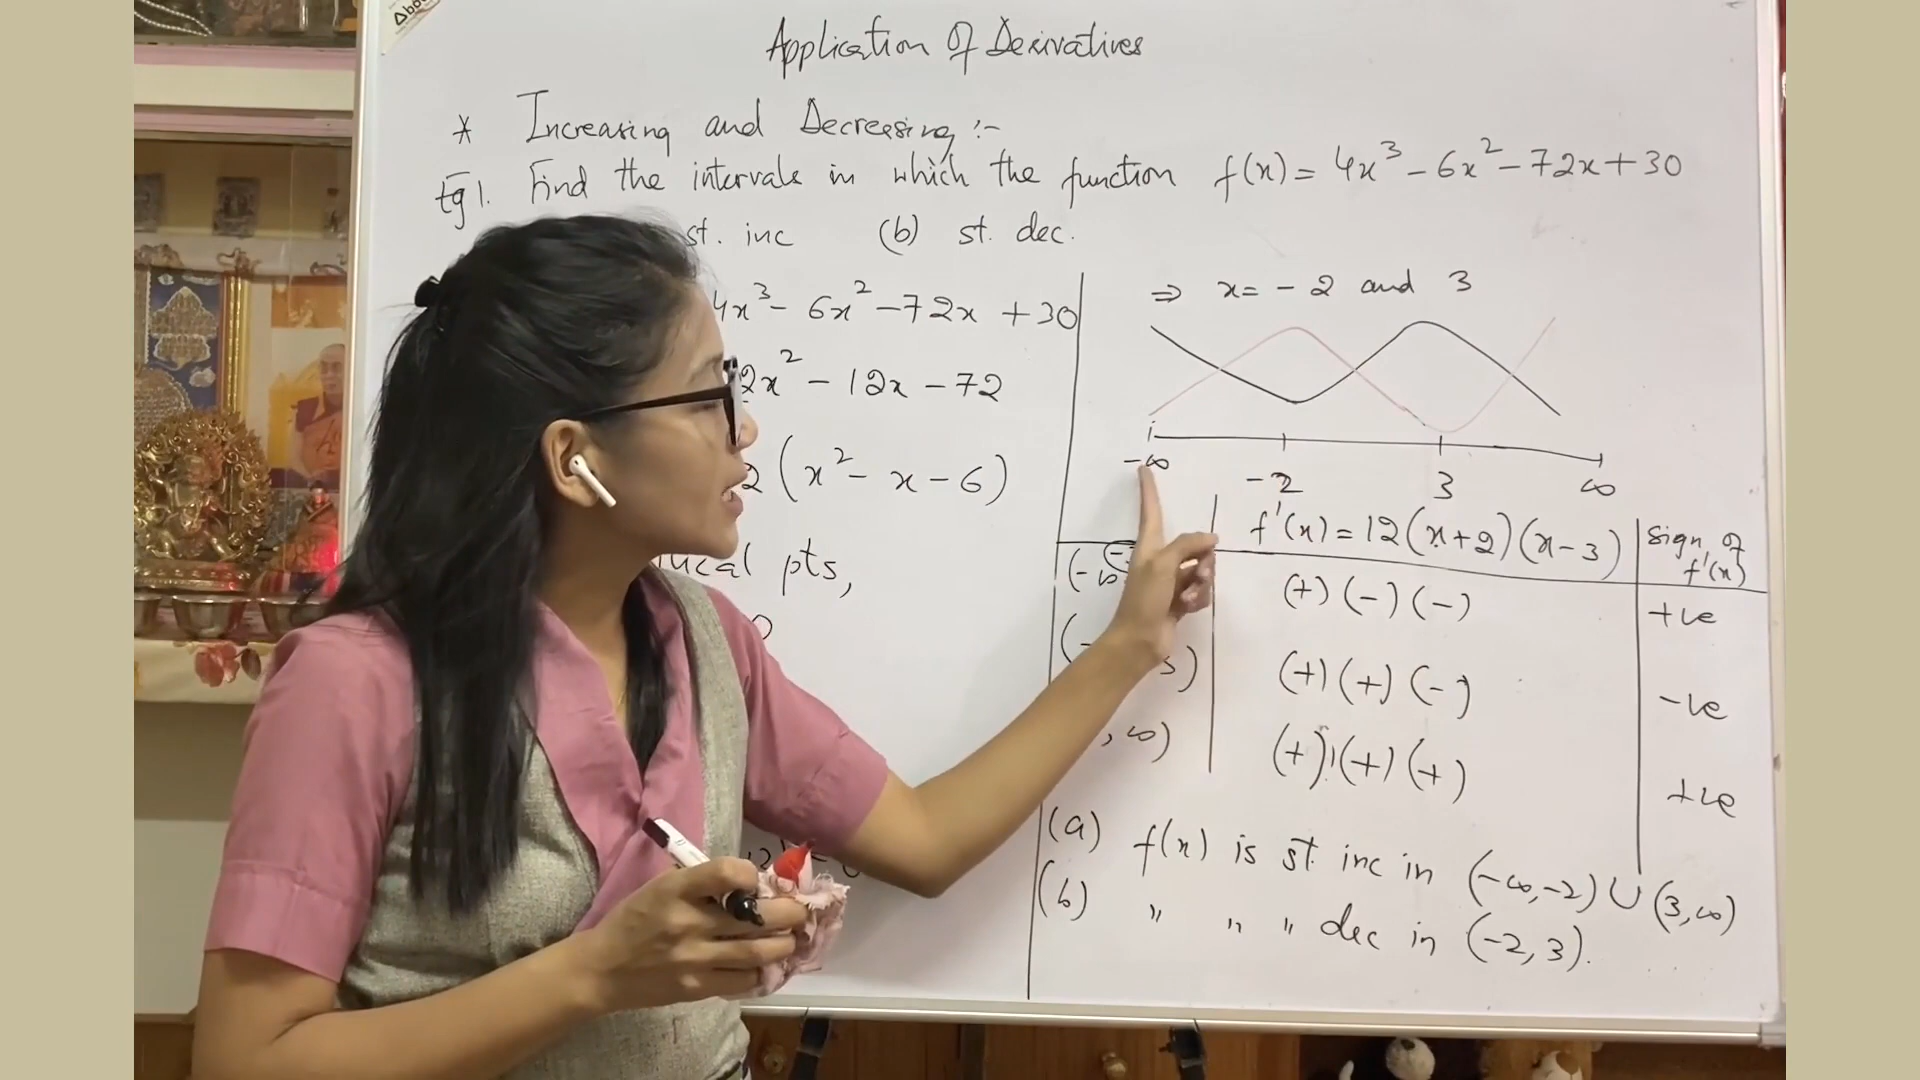 Application Of Derivatives
* Increasing and Decreasing :-
Eg 1. Find the intervals in which the function f(x) = 4x³ - 6x² - 72x + 30
st. inc (b) st. dec.
4x³ - 6x² - 72x + 30
2x² - 12x - 72
2 (x² - x - 6)
pts,
⇒ x = - 2 and 3
-∞ -2 3 ∞
f'(x) = 12(x+2)(x-3) Sign of f'(x)
(+) (-) (-) +ve
(+) (+) (-) -ve
, ∞) (+) (+) (+) +ve
(a) f(x) is st. inc in (-∞, -2) ∪ (3, ∞)
(b) " " " dec in (-2, 3).